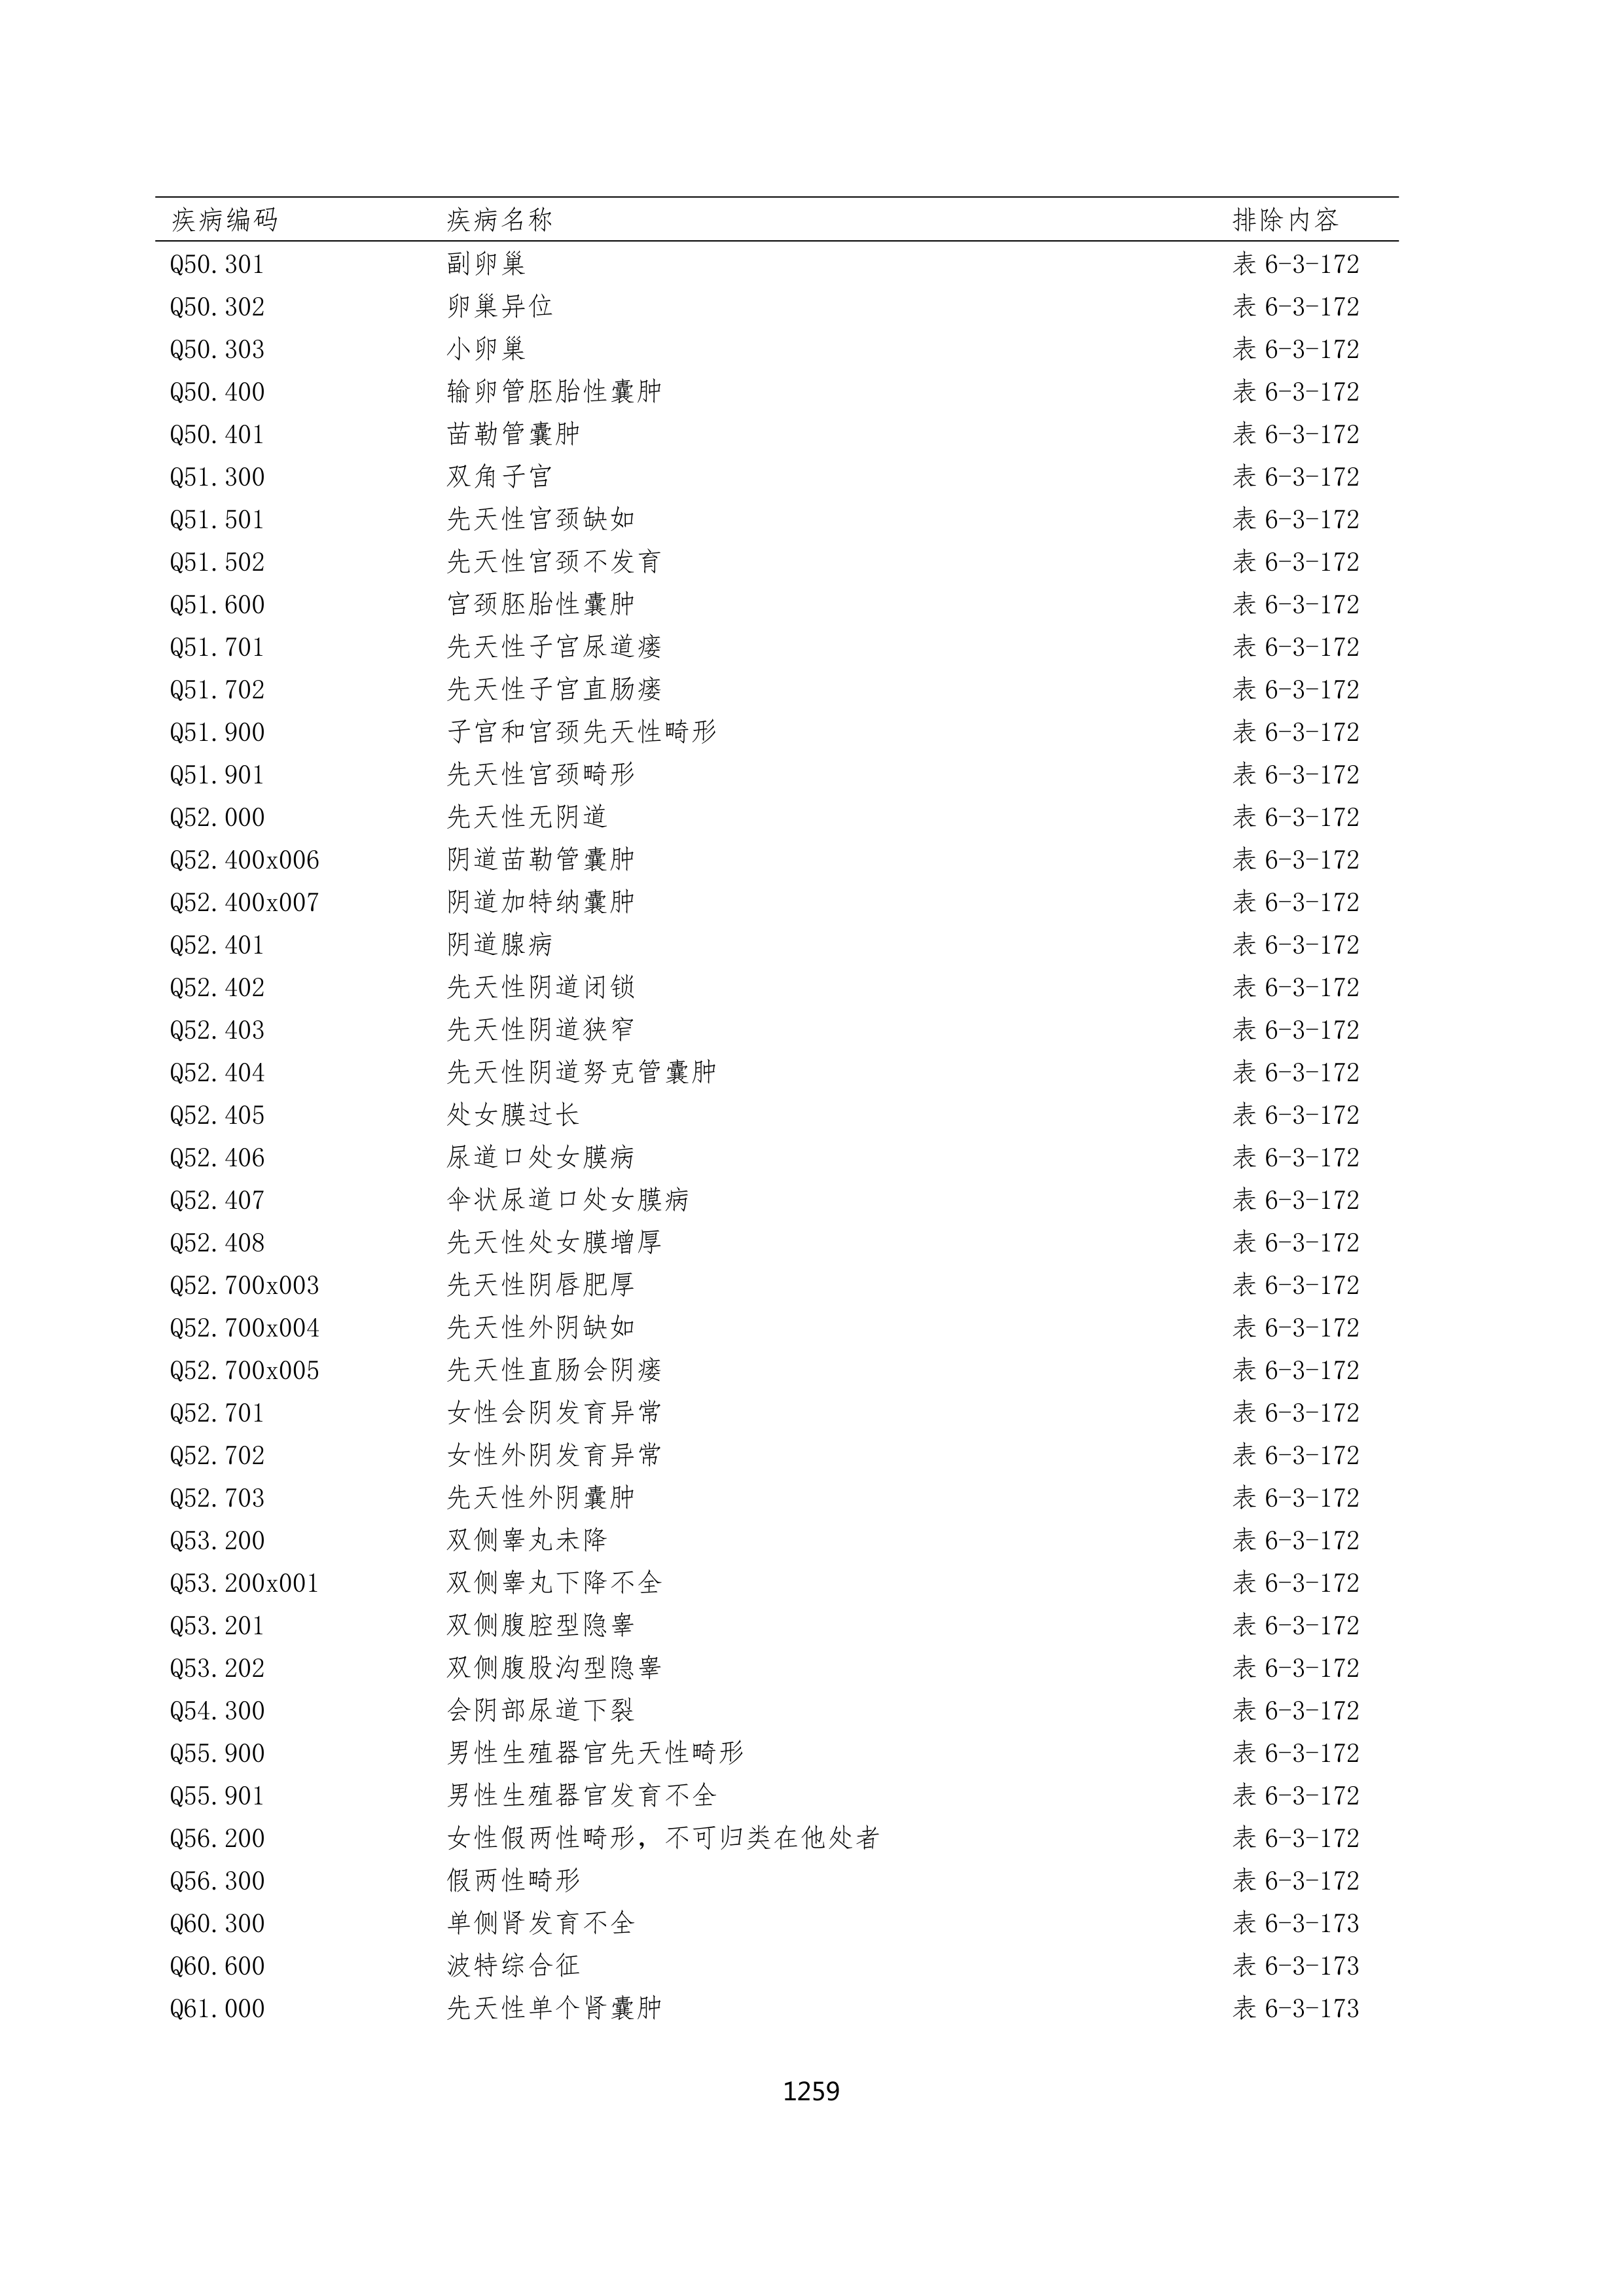 疾病编码 疾病名称 排除内容
Q50.301 副卵巢 表 6-3-172
Q50.302 卵巢异位 表 6-3-172
Q50.303 小卵巢 表 6-3-172
Q50.400 输卵管胚胎性囊肿 表 6-3-172
Q50.401 苗勒管囊肿 表 6-3-172
Q51.300 双角子宫 表 6-3-172
Q51.501 先天性宫颈缺如 表 6-3-172
Q51.502 先天性宫颈不发育 表 6-3-172
Q51.600 宫颈胚胎性囊肿 表 6-3-172
Q51.701 先天性子宫尿道瘘 表 6-3-172
Q51.702 先天性子宫直肠瘘 表 6-3-172
Q51.900 子宫和宫颈先天性畸形 表 6-3-172
Q51.901 先天性宫颈畸形 表 6-3-172
Q52.000 先天性无阴道 表 6-3-172
Q52.400x006 阴道苗勒管囊肿 表 6-3-172
Q52.400x007 阴道加特纳囊肿 表 6-3-172
Q52.401 阴道腺病 表 6-3-172
Q52.402 先天性阴道闭锁 表 6-3-172
Q52.403 先天性阴道狭窄 表 6-3-172
Q52.404 先天性阴道努克管囊肿 表 6-3-172
Q52.405 处女膜过长 表 6-3-172
Q52.406 尿道口处女膜病 表 6-3-172
Q52.407 伞状尿道口处女膜病 表 6-3-172
Q52.408 先天性处女膜增厚 表 6-3-172
Q52.700x003 先天性阴唇肥厚 表 6-3-172
Q52.700x004 先天性外阴缺如 表 6-3-172
Q52.700x005 先天性直肠会阴瘘 表 6-3-172
Q52.701 女性会阴发育异常 表 6-3-172
Q52.702 女性外阴发育异常 表 6-3-172
Q52.703 先天性外阴囊肿 表 6-3-172
Q53.200 双侧睾丸未降 表 6-3-172
Q53.200x001 双侧睾丸下降不全 表 6-3-172
Q53.201 双侧腹腔型隐睾 表 6-3-172
Q53.202 双侧腹股沟型隐睾 表 6-3-172
Q54.300 会阴部尿道下裂 表 6-3-172
Q55.900 男性生殖器官先天性畸形 表 6-3-172
Q55.901 男性生殖器官发育不全 表 6-3-172
Q56.200 女性假两性畸形，不可归类在他处者 表 6-3-172
Q56.300 假两性畸形 表 6-3-172
Q60.300 单侧肾发育不全 表 6-3-173
Q60.600 波特综合征 表 6-3-173
Q61.000 先天性单个肾囊肿 表 6-3-173
1259